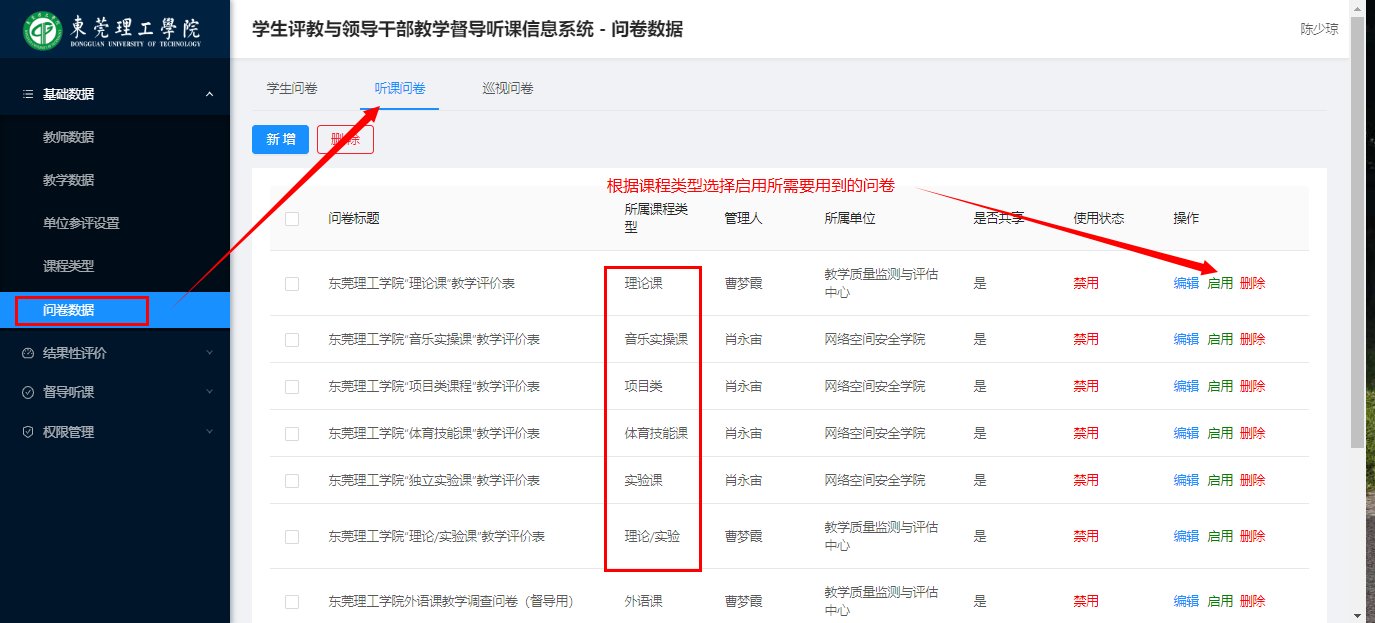 東莞理工學院
DONGGUAN UNIVERSITY OF TECHNOLOGY
学生评教与领导干部教学督导听课信息系统 - 问卷数据
陈少琼
基础数据
教师数据
教学数据
单位参评设置
课程类型
问卷数据
结果性评价
督导听课
权限管理
学生问卷 听课问卷 巡视问卷
新 增 删 除
根据课程类型选择启用所需要用到的问卷
问卷标题 所属课程类型 管理人 所属单位 是否共享 使用状态 操作
东莞理工学院"理论课"教学评价表 理论课 曹梦霞 教学质量监测与评估中心 是 禁用 编辑 启用 删除
东莞理工学院"音乐实操课"教学评价表 音乐实操课 肖永宙 网络空间安全学院 是 禁用 编辑 启用 删除
东莞理工学院"项目类课程"教学评价表 项目类 肖永宙 网络空间安全学院 是 禁用 编辑 启用 删除
东莞理工学院"体育技能课"教学评价表 体育技能课 肖永宙 网络空间安全学院 是 禁用 编辑 启用 删除
东莞理工学院"独立实验课"教学评价表 实验课 肖永宙 网络空间安全学院 是 禁用 编辑 启用 删除
东莞理工学院"理论/实验课"教学评价表 理论/实验 曹梦霞 教学质量监测与评估中心 是 禁用 编辑 启用 删除
东莞理工学院外语课教学调查问卷（督导用） 外语课 曹梦霞 教学质量监测与评估中心 是 禁用 编辑 启用 删除